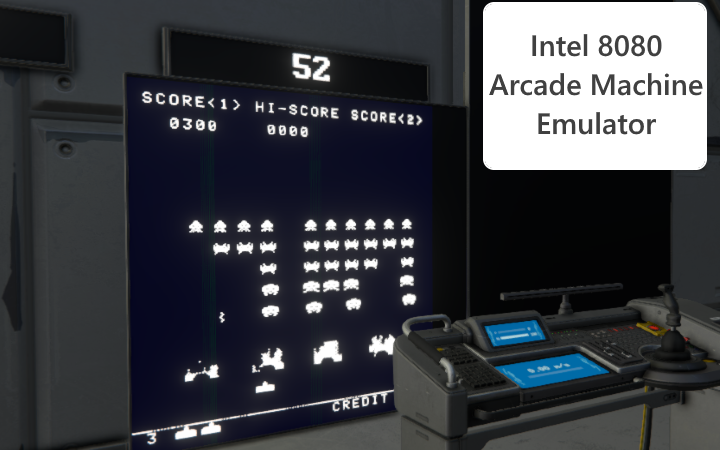 52
Intel 8080
Arcade Machine
Emulator
SCORE<1> HI-SCORE SCORE<2>
0300 0000
CREDIT
3